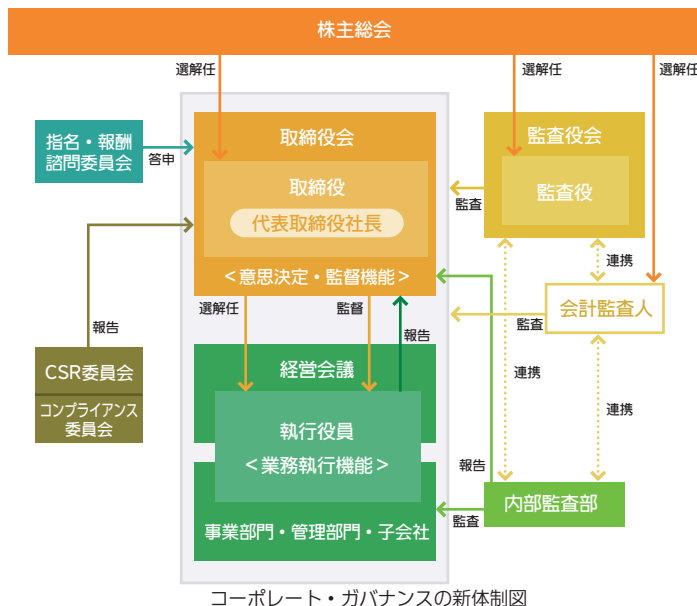 株主総会
選解任
選解任
選解任
指名・報酬
諮問委員会
答申
取締役会
取締役
代表取締役社長
<意思決定・監督機能>
監査役会
監査役
監査
連携
会計監査人
監査
選解任
監督
報告
報告
CSR委員会
コンプライアンス
委員会
経営会議
執行役員
<業務執行機能>
事業部門・管理部門・子会社
連携
連携
報告
内部監査部
監査
コーポレート・ガバナンスの新体制図